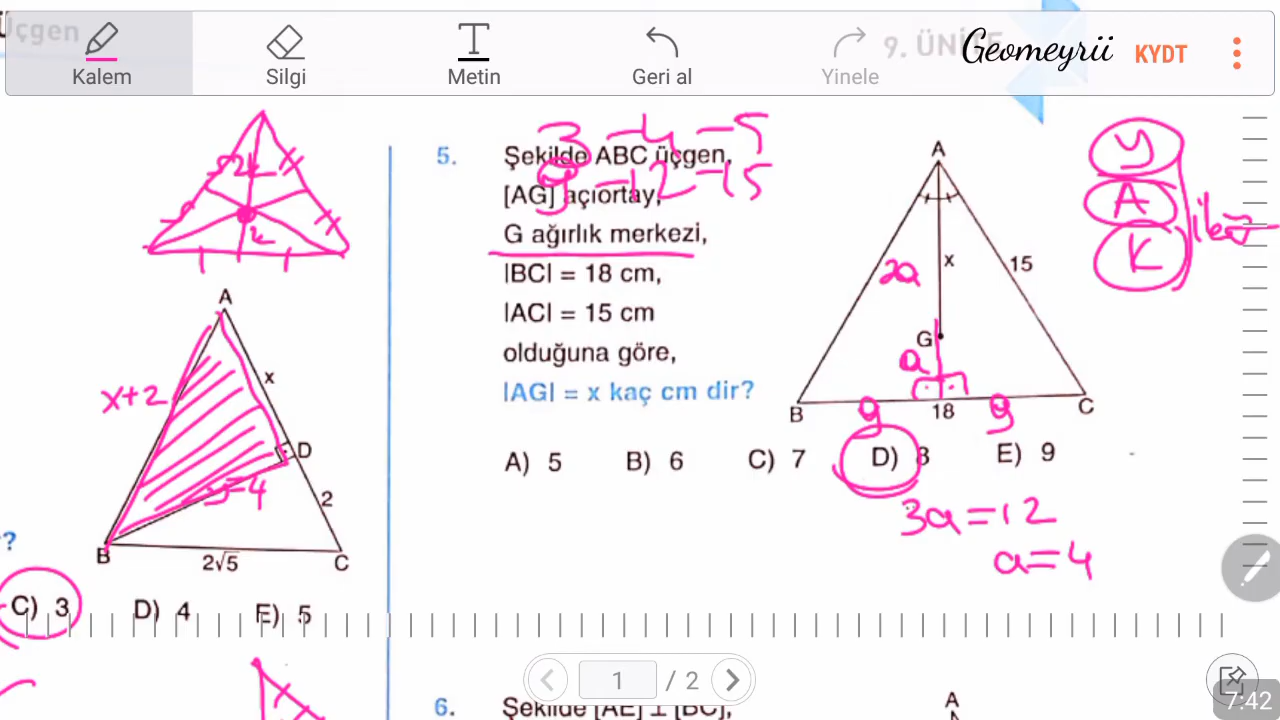 Üçgen
9. ÜNİTE
Kalem
Silgi
Metin
Geri al
Yinele
Geomeyrii KYDT
2k
k
A
x+2
x
D
y=4
2
B
2√5
C
?
C) 3 D) 4 E) 5
3 - 4 - 5
9 - 12 - 15
5. Şekilde ABC üçgen,
[AG] açıortay,
G ağırlık merkezi,
|BC| = 18 cm,
|AC| = 15 cm
olduğuna göre,
|AG| = x kaç cm dir?
A
2a
x
15
G
a
9
9
B
18
C
A) 5 B) 6 C) 7 D) 8 E) 9
3a=12
a=4
Y
A
K
6. Şekilde [AE] ⊥ [BC],
A
1 / 2
7:42